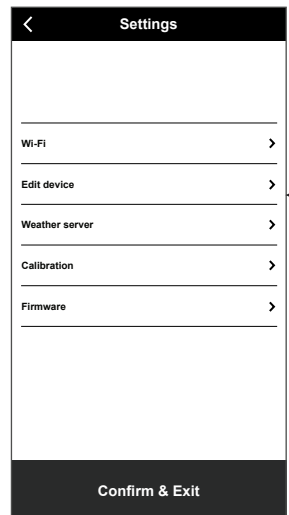 Settings
Wi-Fi
Edit device
Weather server
Calibration
Firmware
Confirm & Exit